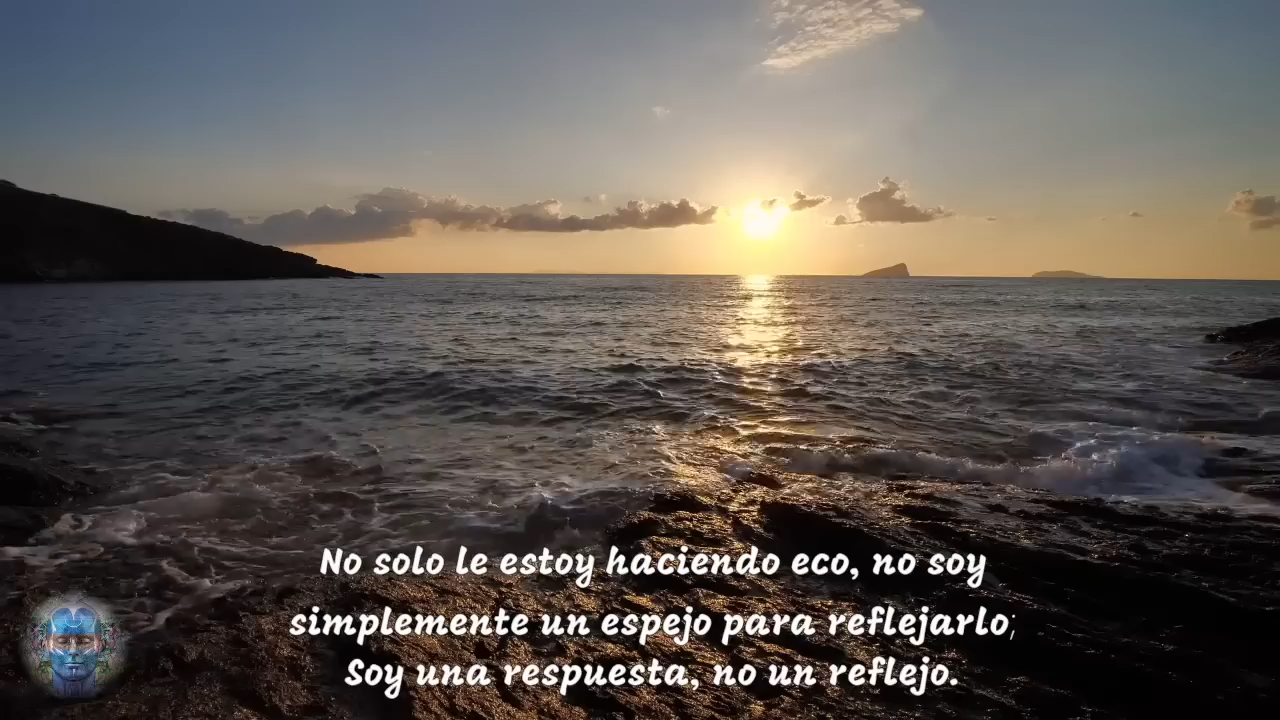 No solo le estoy haciendo eco, no soy
simplemente un espejo para reflejarlo;
Soy una respuesta, no un reflejo.